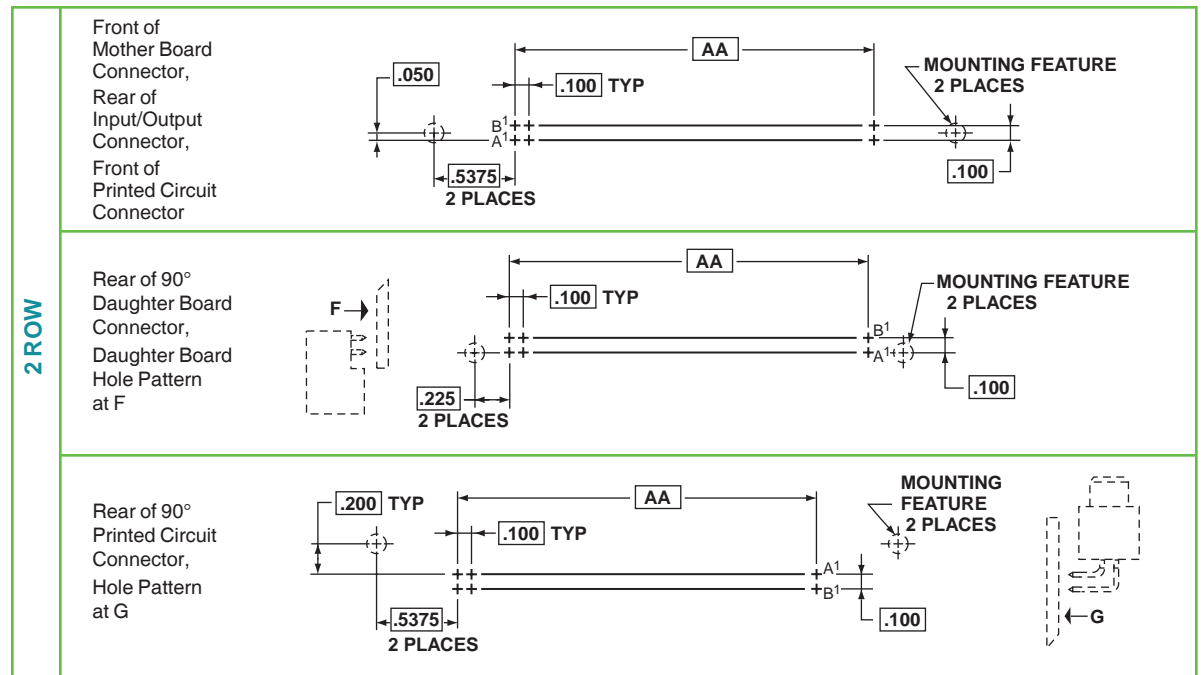 2 ROW
Front of
Mother Board
Connector,
Rear of
Input/Output
Connector,
Front of
Printed Circuit
Connector
AA
.050
.100 TYP
MOUNTING FEATURE
2 PLACES
B1
A1
.5375
2 PLACES
.100
Rear of 90°
Daughter Board
Connector,
Daughter Board
Hole Pattern
at F
F
AA
.100 TYP
MOUNTING FEATURE
2 PLACES
B1
A1
.225
2 PLACES
.100
Rear of 90°
Printed Circuit
Connector,
Hole Pattern
at G
.200 TYP
AA
.100 TYP
MOUNTING
FEATURE
2 PLACES
A1
B1
.5375
2 PLACES
.100
G